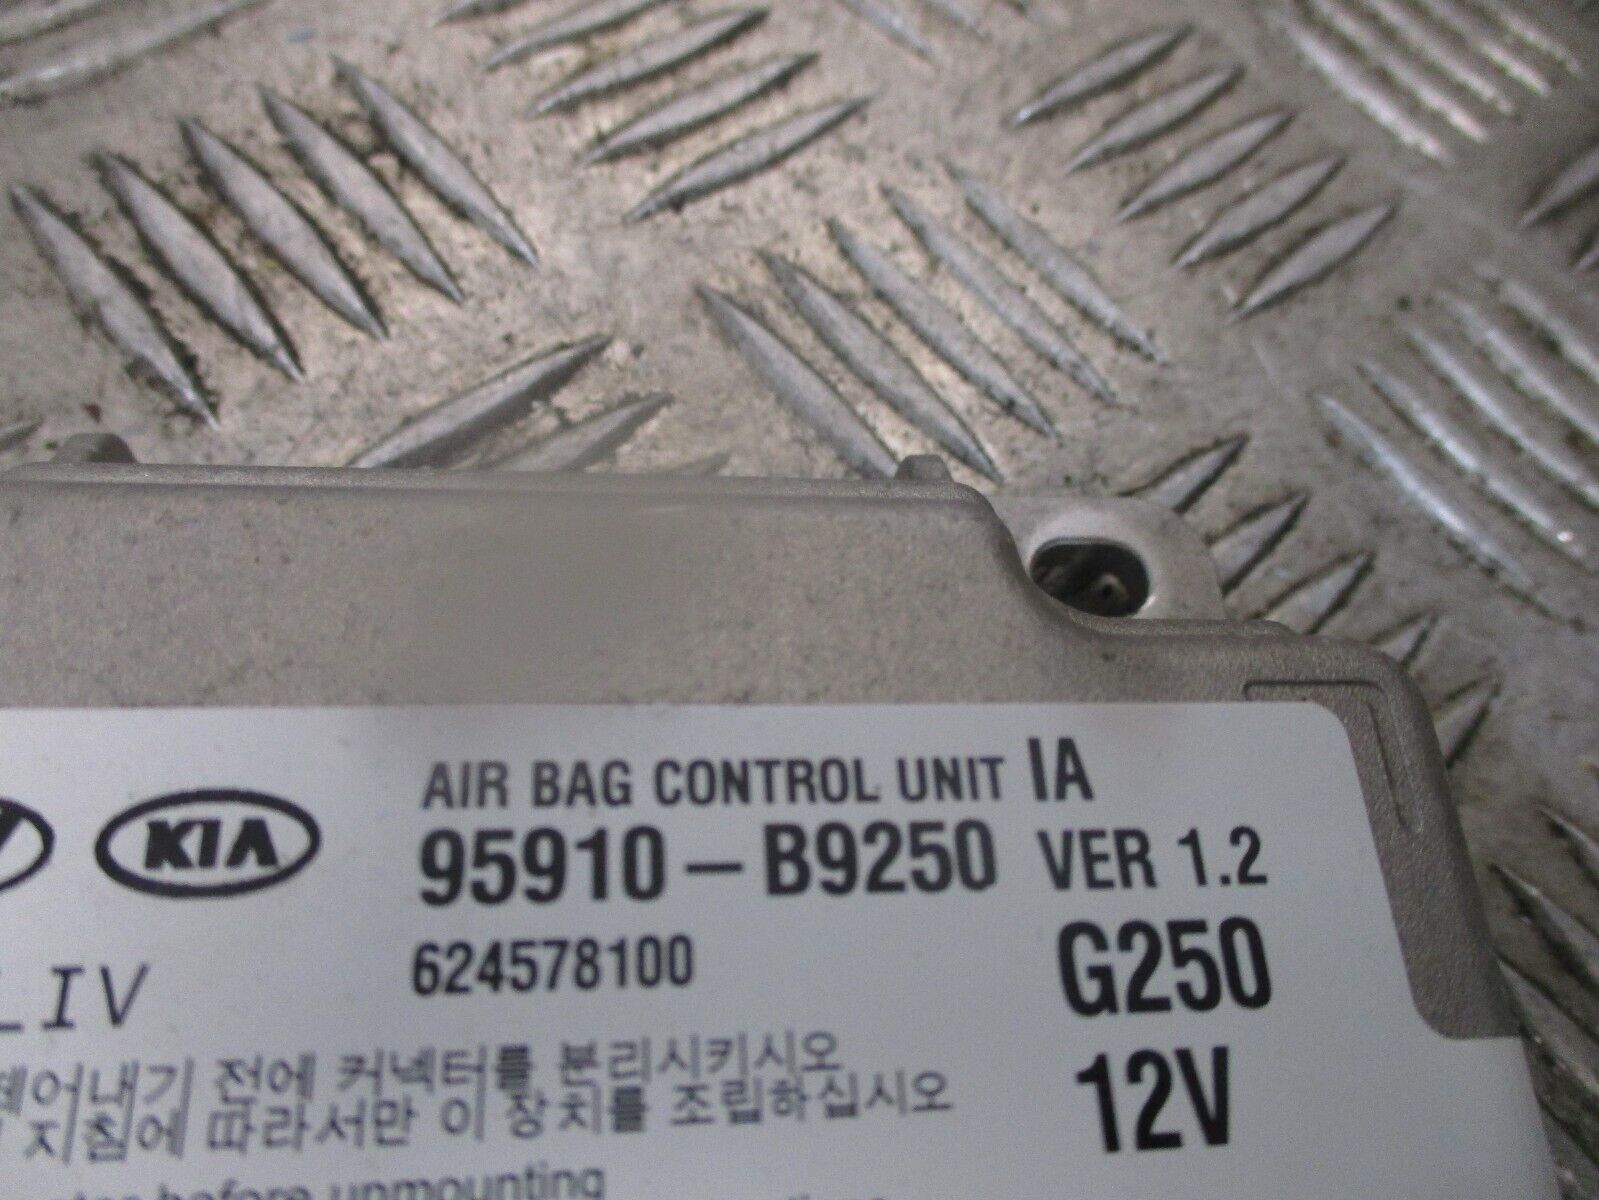 AIR BAG CONTROL UNIT IA
KIA 95910-B9250 VER 1.2
624578100 G250
LIV
12V
제어내기 전에 커넥터를 분리시키시오
지침에 따라서만 이 장치를 조립하십시오
before unmounting